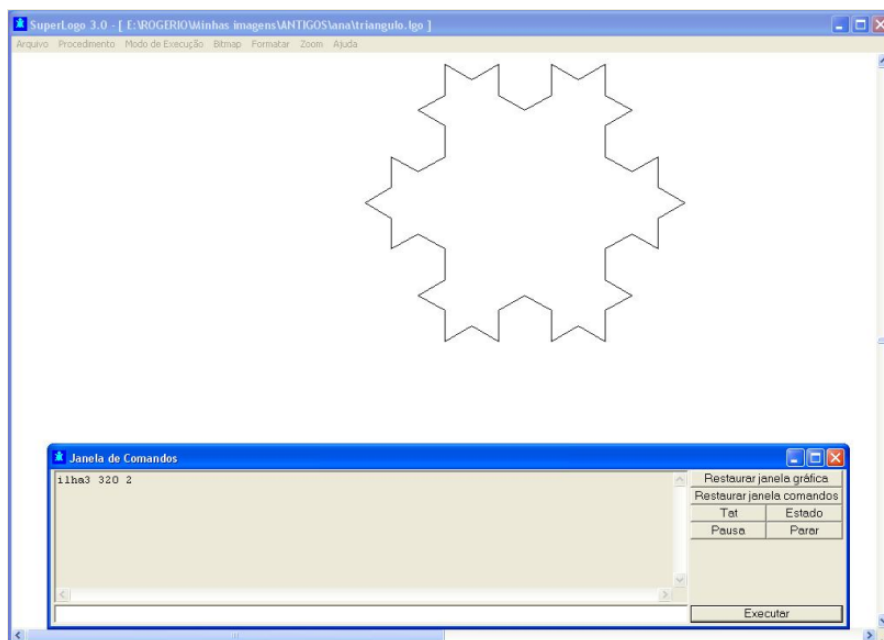 SuperLogo 3.0 - [ E:\ROGERIO\Minhas imagens\ANTIGOS\ana\triangulo.lgo ]
Arquivo Procedimento Modo de Execução Bitmap Formatar Zoom Ajuda
Janela de Comandos
ilha3 320 2
Restaurar janela gráfica
Restaurar janela comandos
Tat Estado
Pausa Parar
Executar